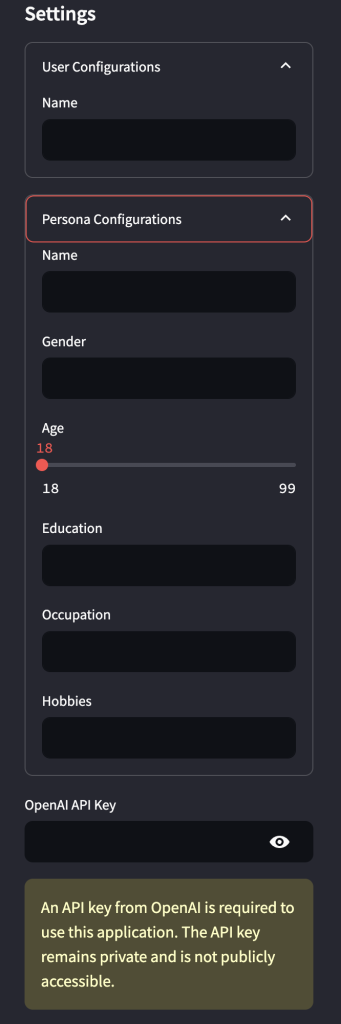 Settings
User Configurations
Name
Persona Configurations
Name
Gender
Age
18
18 99
Education
Occupation
Hobbies
OpenAI API Key
An API key from OpenAI is required to
use this application. The API key
remains private and is not publicly
accessible.